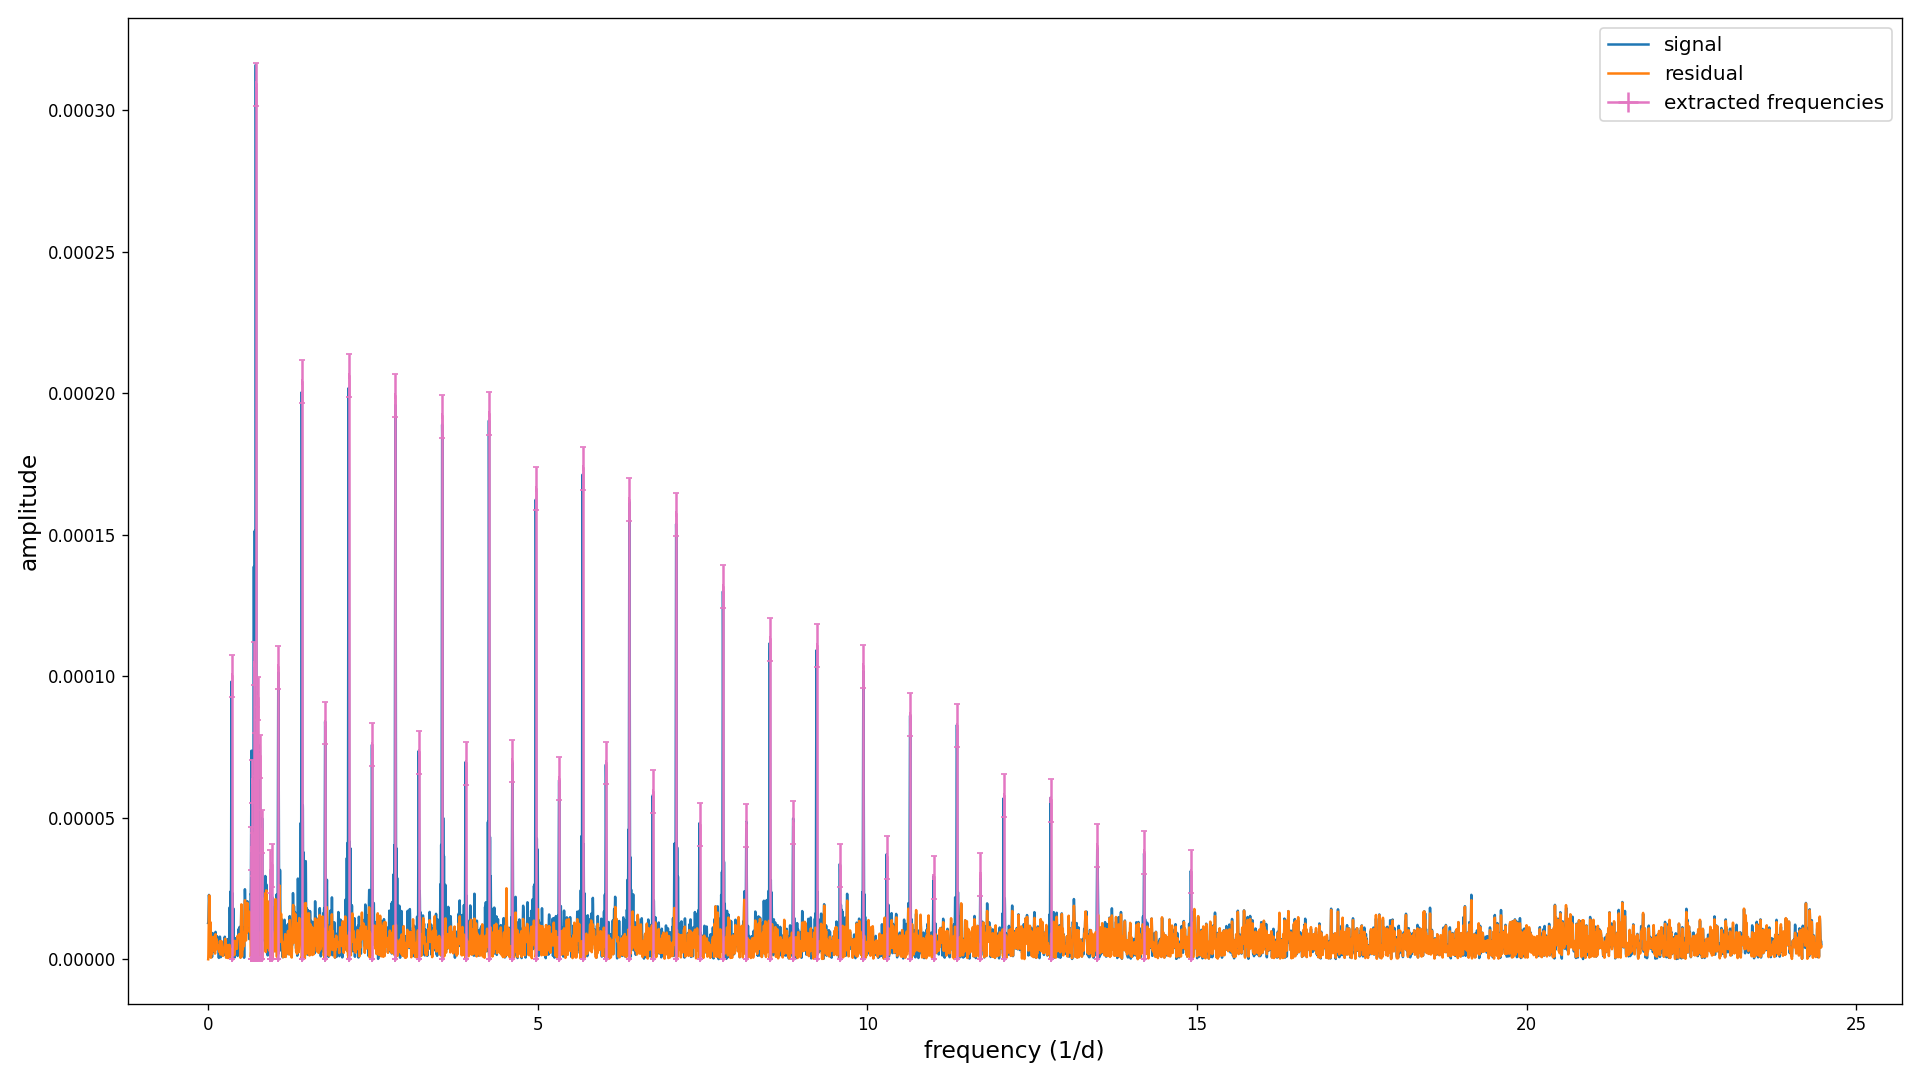 signal
residual
extracted frequencies
0.00030
0.00025
0.00020
0.00015
0.00010
0.00005
0.00000
amplitude
0 5 10 15 20 25
frequency (1/d)